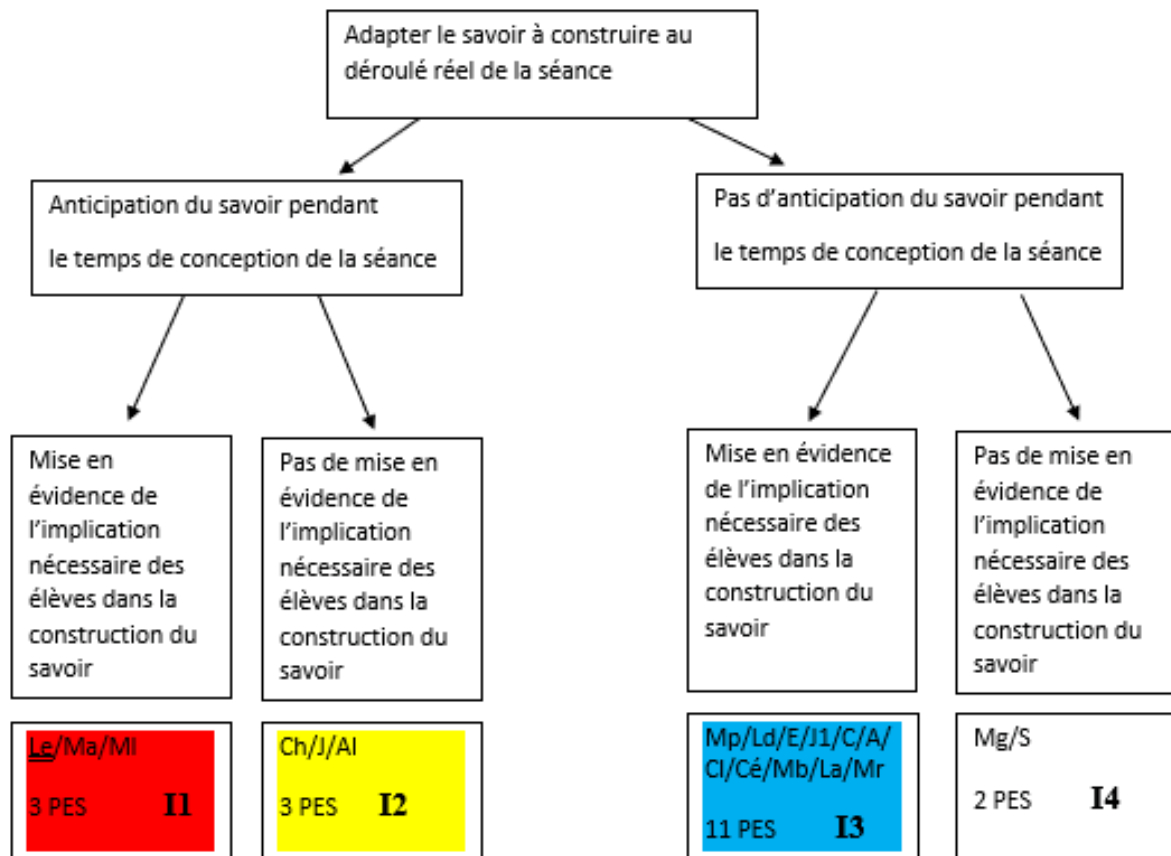 Adapter le savoir à construire au
déroulé réel de la séance
Anticipation du savoir pendant
le temps de conception de la séance
Pas d'anticipation du savoir pendant
le temps de conception de la séance
Mise en
évidence de
l'implication
nécessaire des
élèves dans la
construction du
savoir
Pas de mise en
évidence de
l'implication
nécessaire des
élèves dans la
construction du
savoir
Mise en évidence
de l'implication
nécessaire des
élèves dans la
construction du
savoir
Pas de mise en
évidence de
l'implication
nécessaire des
élèves dans la
construction du
savoir
Le/Ma/Ml
3 PES I1
Ch/J/Al
3 PES I2
Mp/Ld/E/J1/C/A/
Cl/Cé/Mb/La/Mr
11 PES I3
Mg/S
2 PES I4